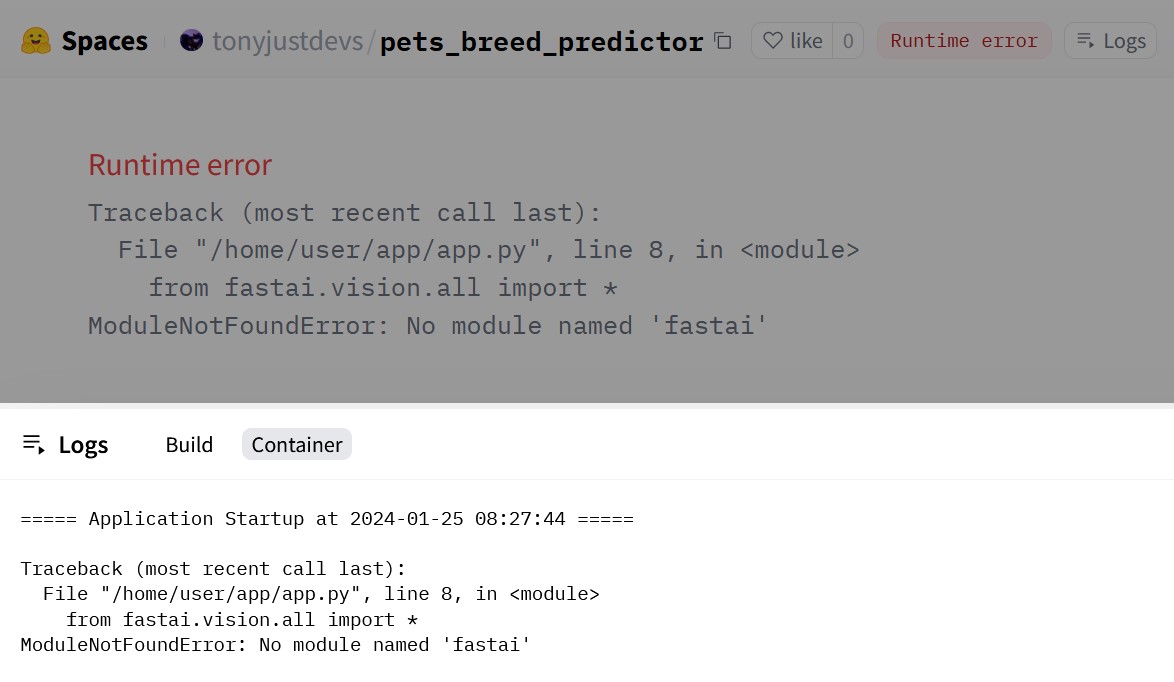 Spaces tonyjustdevs/pets_breed_predictor like 0 Runtime error Logs
Runtime error
Traceback (most recent call last):
  File "/home/user/app/app.py", line 8, in <module>
    from fastai.vision.all import *
ModuleNotFoundError: No module named 'fastai'
Logs Build Container
===== Application Startup at 2024-01-25 08:27:44 =====
Traceback (most recent call last):
  File "/home/user/app/app.py", line 8, in <module>
    from fastai.vision.all import *
ModuleNotFoundError: No module named 'fastai'